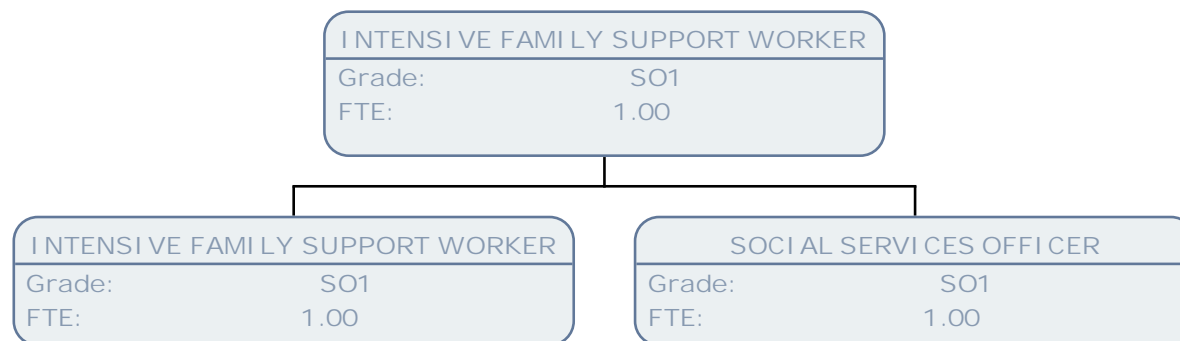 INTENSIVE FAMILY SUPPORT WORKER
Grade: SO1
FTE: 1.00
INTENSIVE FAMILY SUPPORT WORKER
Grade: SO1
FTE: 1.00
SOCIAL SERVICES OFFICER
Grade: SO1
FTE: 1.00